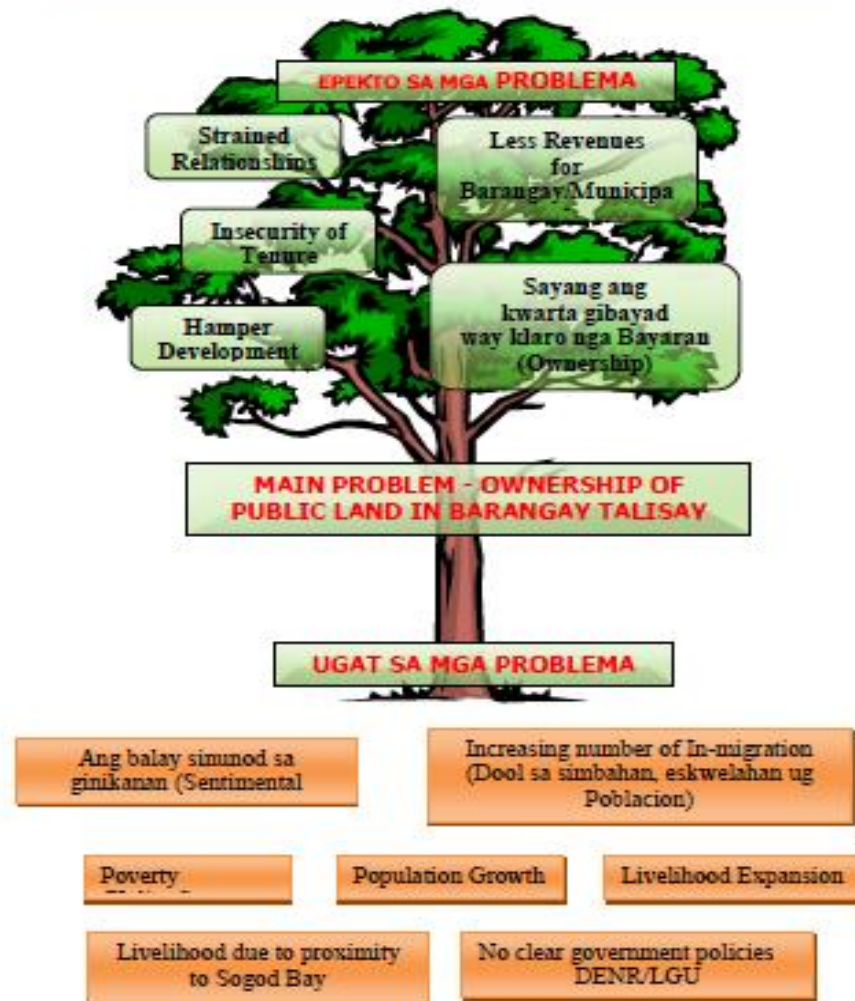 EPEKTO SA MGA PROBLEMA
Strained
Relationships
Less Revenues
for
Barangay/Municipa
Insecurity of
Tenure
Sayang ang
kwarta gibayad
way klaro nga Bayaran
(Ownership)
Hamper
Development
MAIN PROBLEM - OWNERSHIP OF
PUBLIC LAND IN BARANGAY TALISAY
UGAT SA MGA PROBLEMA
Ang balay sinunod sa
ginikanan (Sentimental
Increasing number of In-migration
(Dool sa simbahan, eskwelahan ug
Poblacion)
Poverty
Population Growth
Livelihood Expansion
Livelihood due to proximity
to Sogod Bay
No clear government policies
DENR/LGU